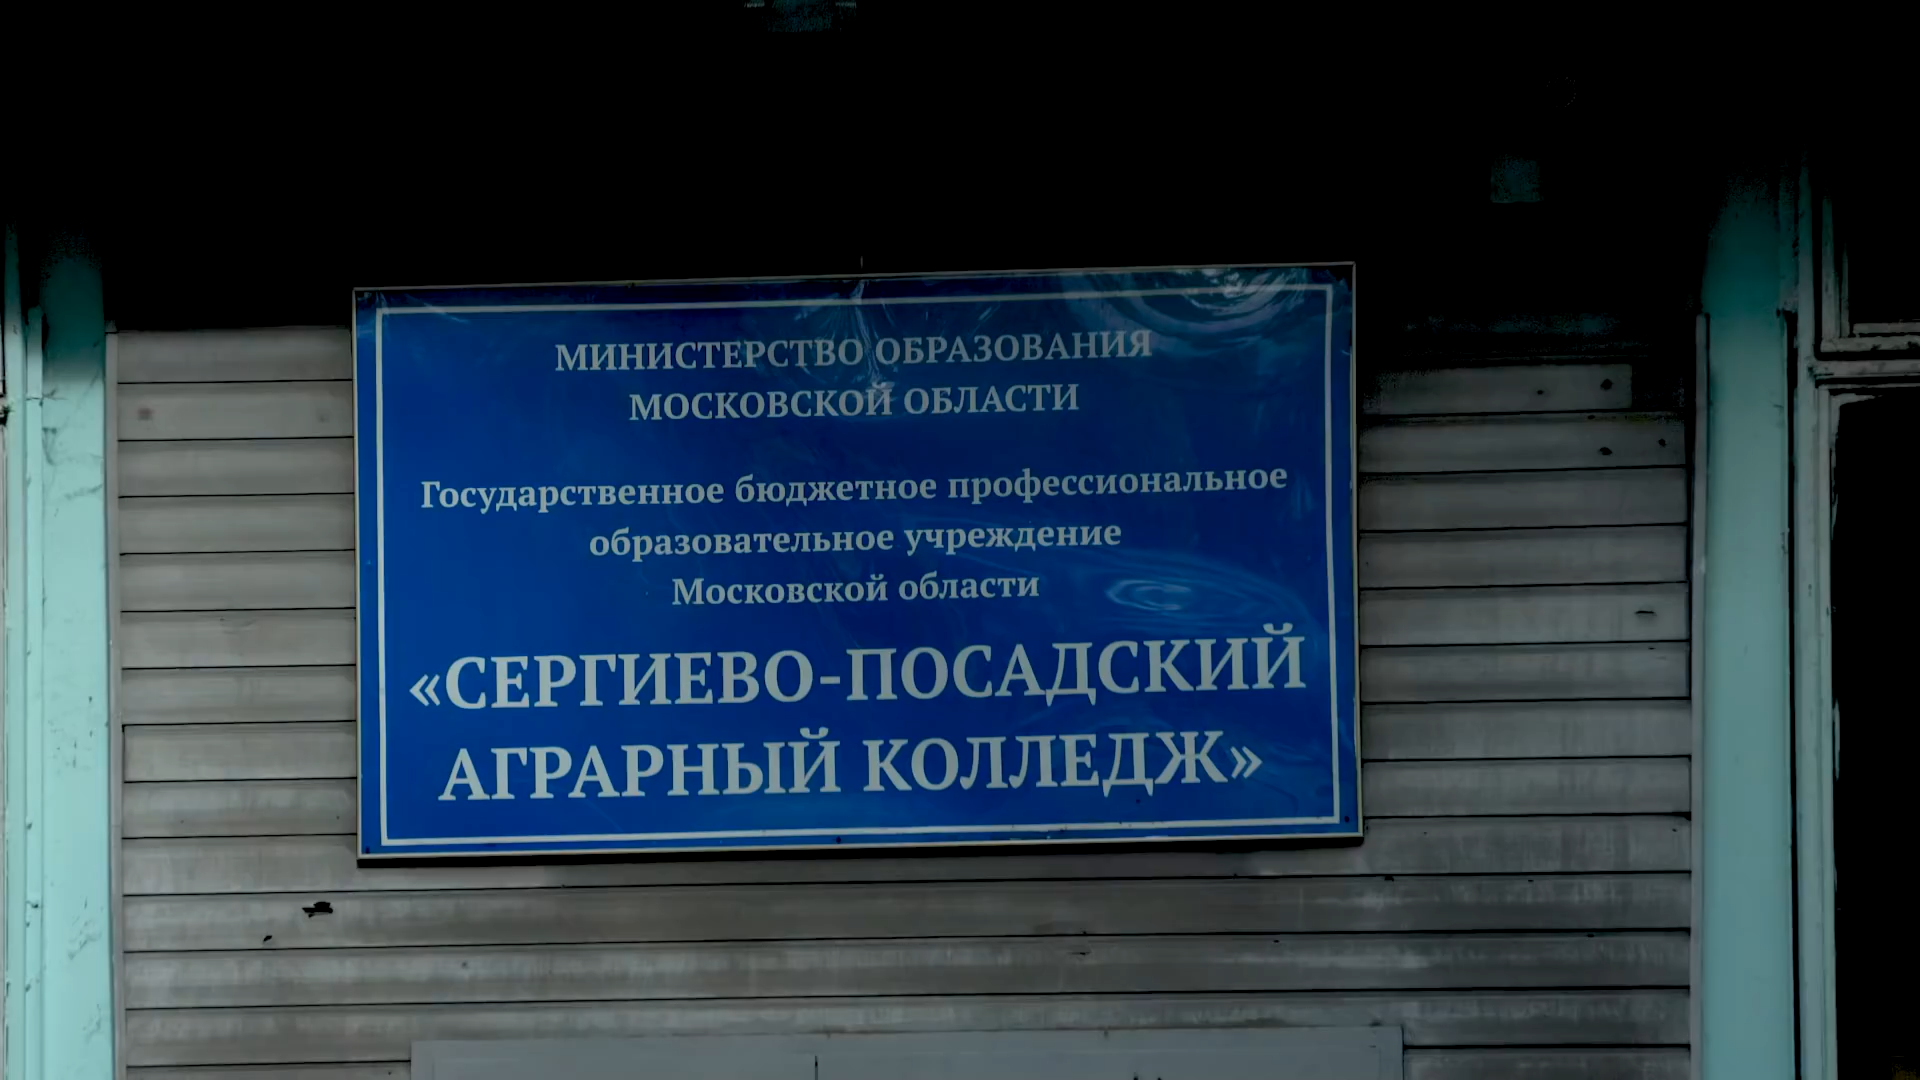 МИНИСТЕРСТВО ОБРАЗОВАНИЯ
МОСКОВСКОЙ ОБЛАСТИ
Государственное бюджетное профессиональное
образовательное учреждение
Московской области
«СЕРГИЕВО-ПОСАДСКИЙ
АГРАРНЫЙ КОЛЛЕДЖ»